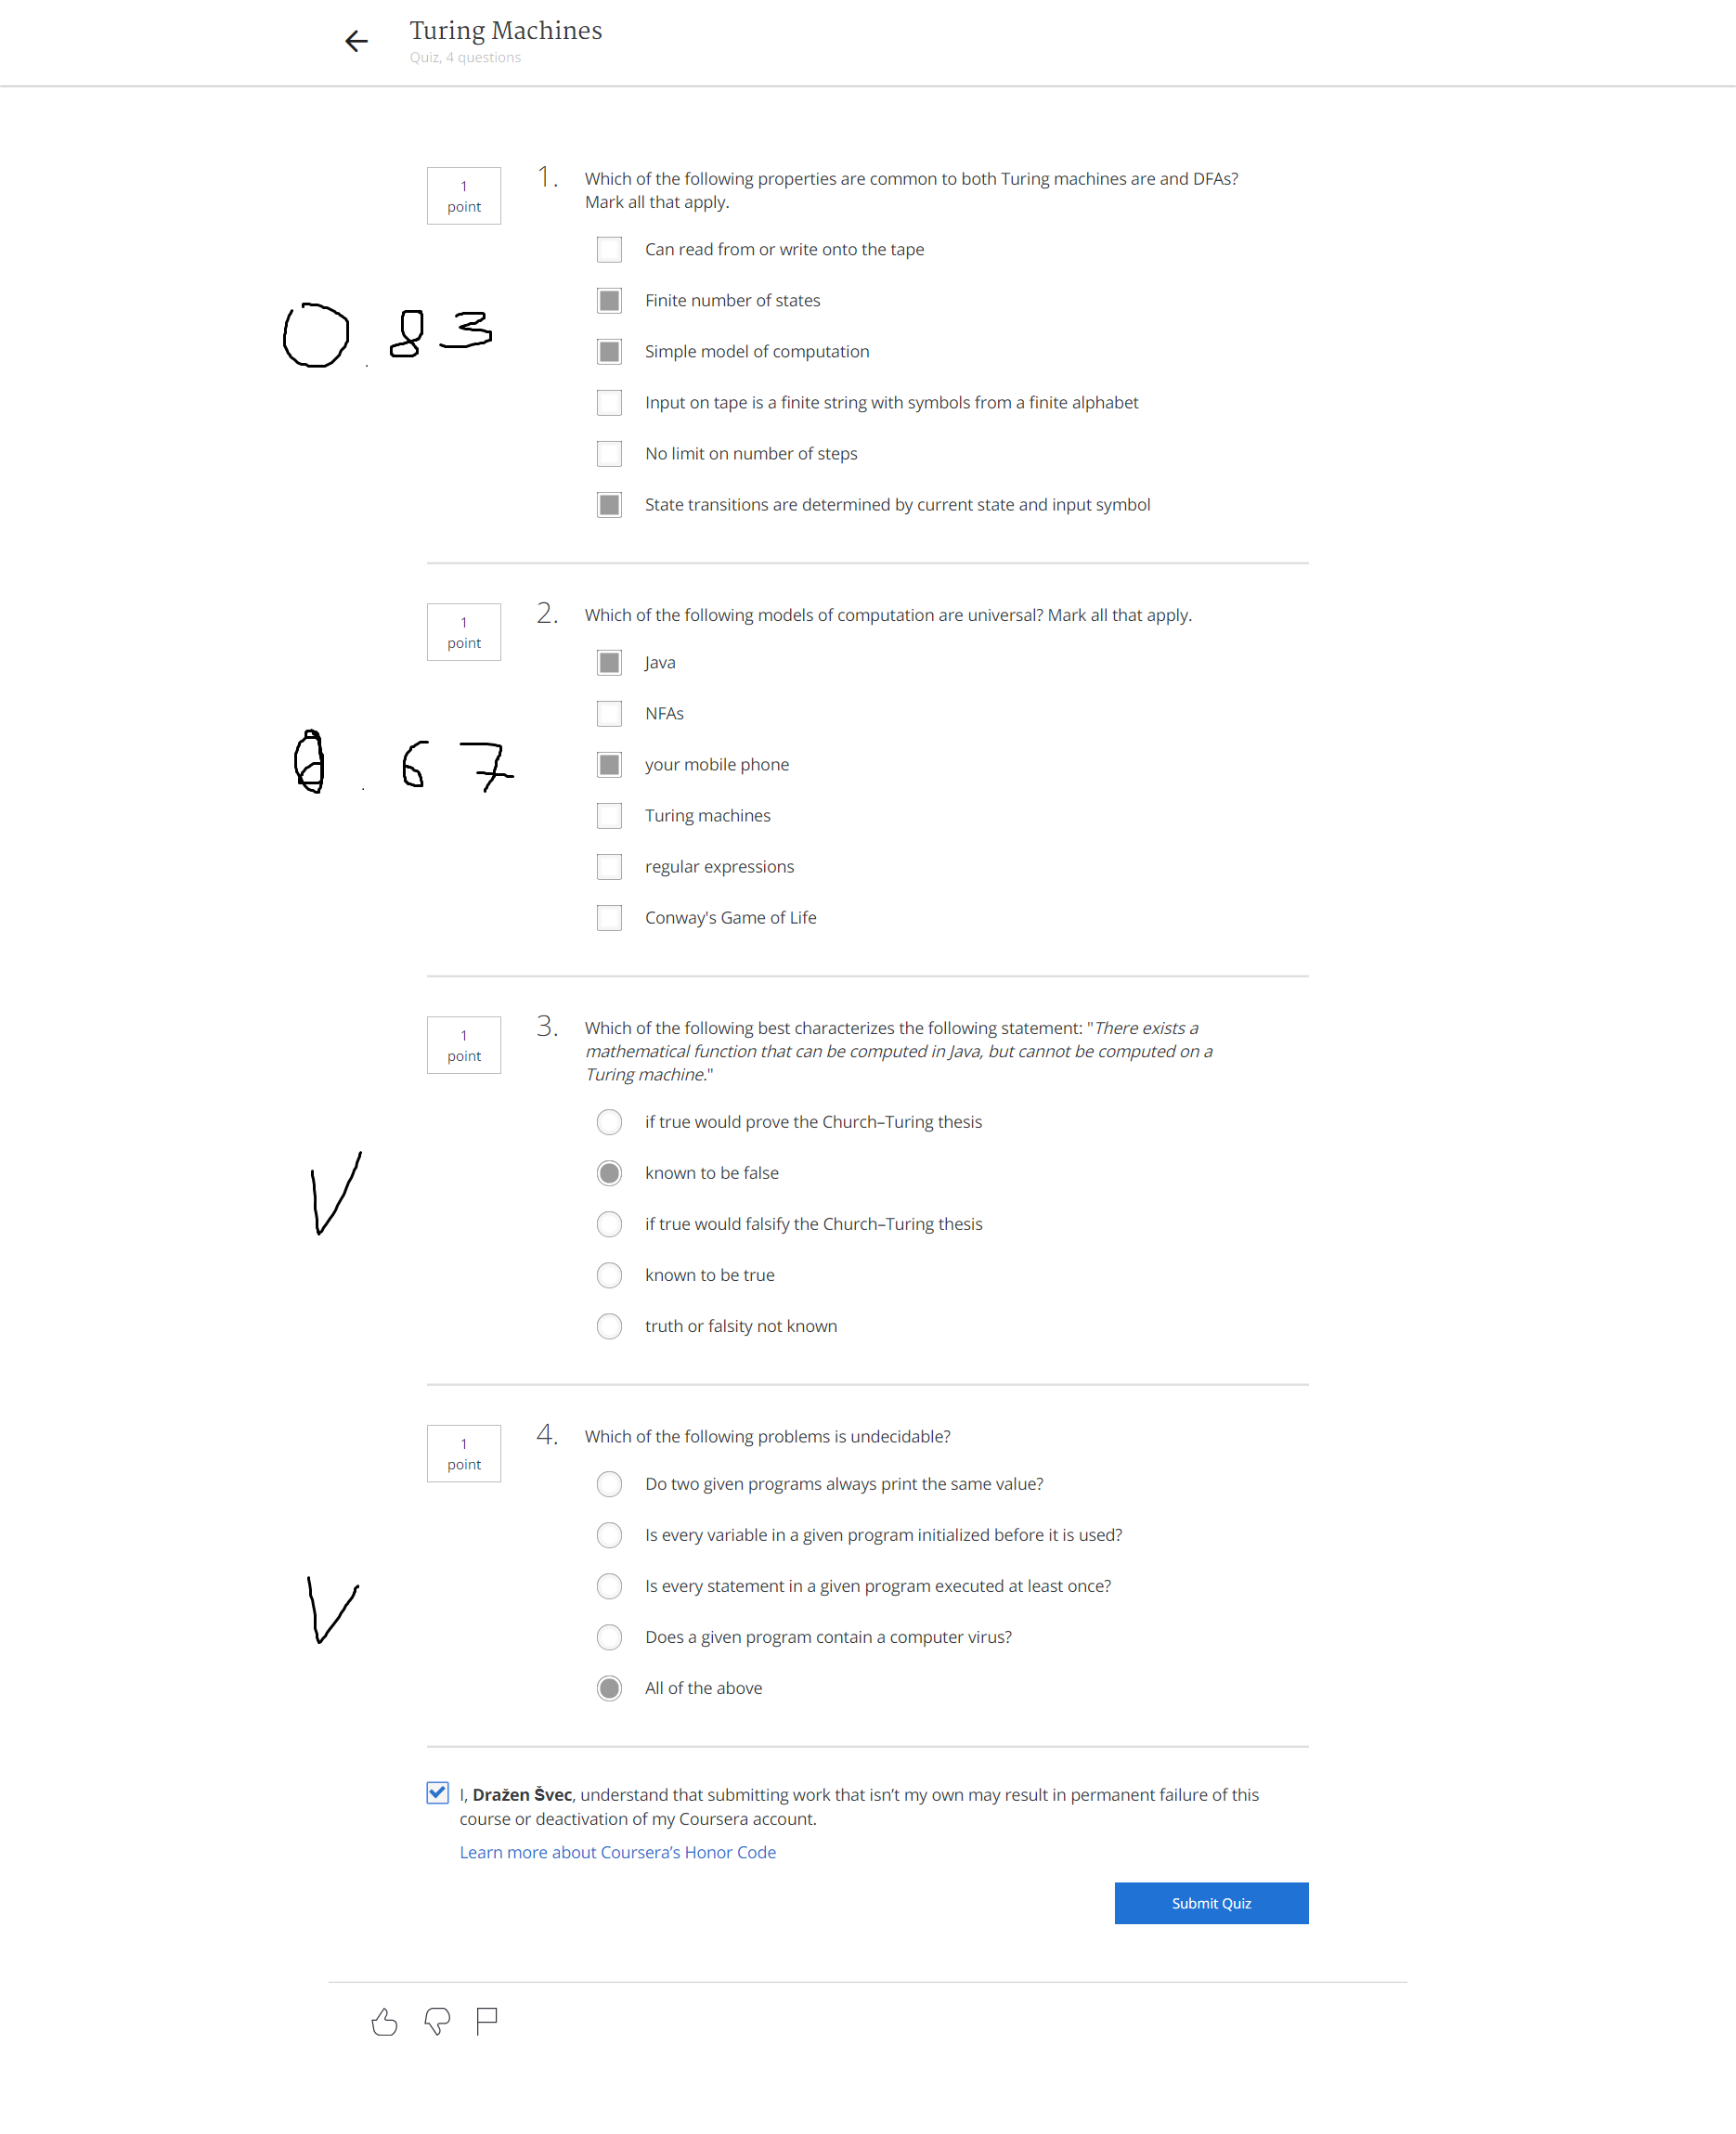 Turing Machines
Quiz, 4 questions
1
point
1.
Which of the following properties are common to both Turing machines are and DFAs?
Mark all that apply.
Can read from or write onto the tape
Finite number of states
0.83
Simple model of computation
Input on tape is a finite string with symbols from a finite alphabet
No limit on number of steps
State transitions are determined by current state and input symbol
1
point
2.
Which of the following models of computation are universal? Mark all that apply.
Java
NFAs
0.67
your mobile phone
Turing machines
regular expressions
Conway's Game of Life
1
point
3.
Which of the following best characterizes the following statement: "There exists a
mathematical function that can be computed in Java, but cannot be computed on a
Turing machine."
if true would prove the Church–Turing thesis
known to be false
if true would falsify the Church–Turing thesis
known to be true
truth or falsity not known
1
point
4.
Which of the following problems is undecidable?
Do two given programs always print the same value?
Is every variable in a given program initialized before it is used?
Is every statement in a given program executed at least once?
Does a given program contain a computer virus?
All of the above
I, Dražen Švec, understand that submitting work that isn’t my own may result in permanent failure of this
course or deactivation of my Coursera account.
Learn more about Coursera’s Honor Code
Submit Quiz